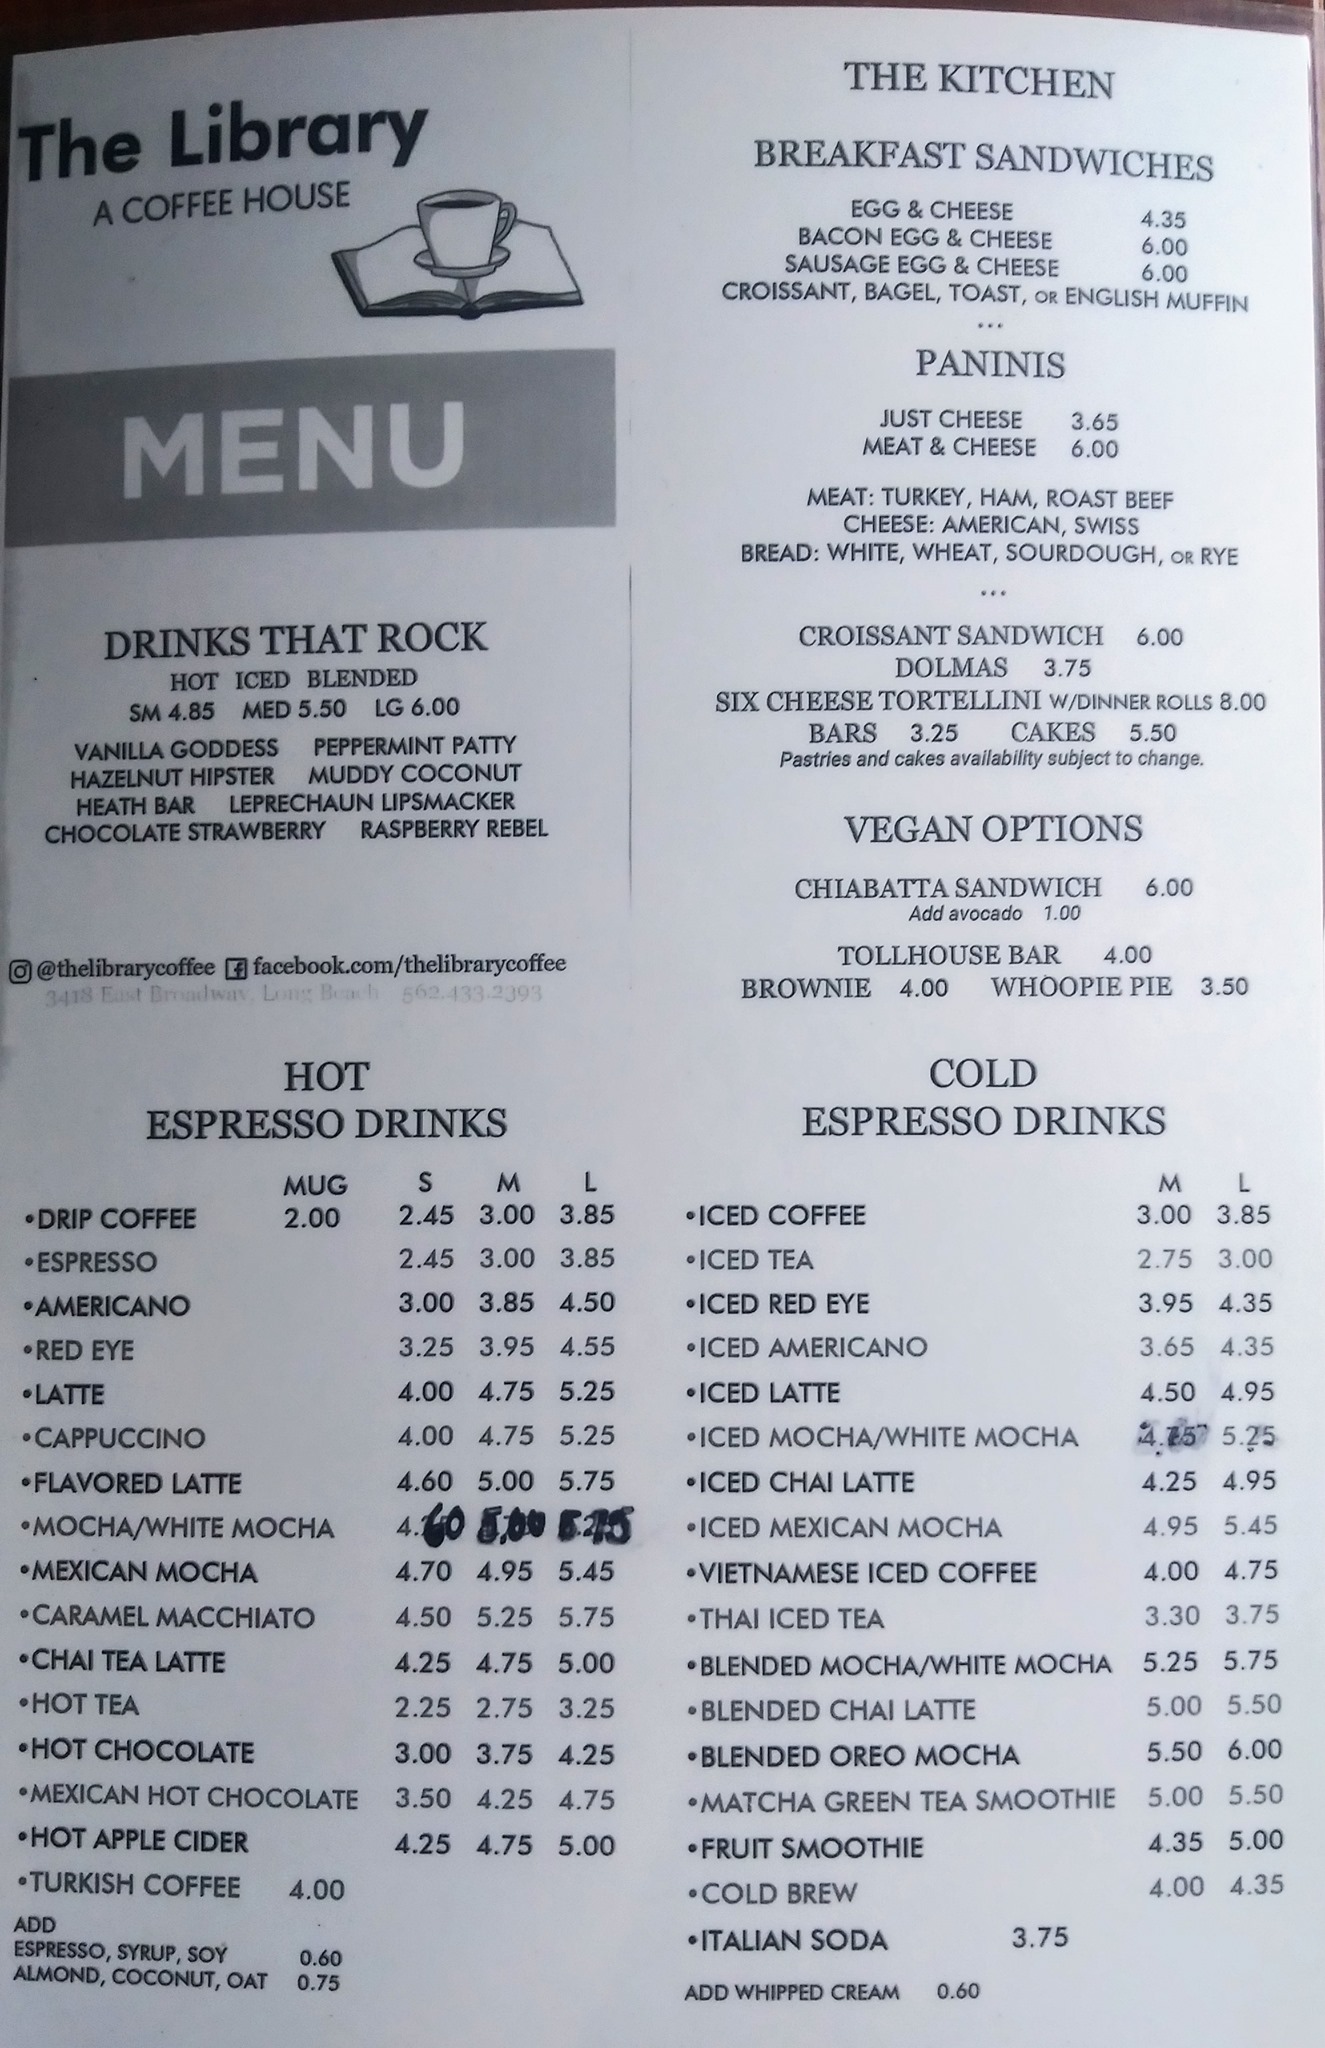 The Library
A COFFEE HOUSE
MENU
DRINKS THAT ROCK
HOT ICED BLENDED
SM 4.85 MED 5.50 LG 6.00
VANILLA GODDESS PEPPERMINT PATTY
HAZELNUT HIPSTER MUDDY COCONUT
HEATH BAR LEPRECHAUN LIPSMACKER
CHOCOLATE STRAWBERRY RASPBERRY REBEL
@thelibrarycoffee facebook.com/thelibrarycoffee
3418 East Broadway, Long Beach 562.433.2393
THE KITCHEN
BREAKFAST SANDWICHES
EGG & CHEESE 4.35
BACON EGG & CHEESE 6.00
SAUSAGE EGG & CHEESE 6.00
CROISSANT, BAGEL, TOAST, OR ENGLISH MUFFIN
...
PANINIS
JUST CHEESE 3.65
MEAT & CHEESE 6.00
MEAT: TURKEY, HAM, ROAST BEEF
CHEESE: AMERICAN, SWISS
BREAD: WHITE, WHEAT, SOURDOUGH, OR RYE
...
CROISSANT SANDWICH 6.00
DOLMAS 3.75
SIX CHEESE TORTELLINI W/DINNER ROLLS 8.00
BARS 3.25 CAKES 5.50
Pastries and cakes availability subject to change.
VEGAN OPTIONS
CHIABATTA SANDWICH 6.00
Add avocado 1.00
TOLLHOUSE BAR 4.00
BROWNIE 4.00 WHOOPIE PIE 3.50
HOT
ESPRESSO DRINKS
MUG S M L
•DRIP COFFEE 2.00 2.45 3.00 3.85
•ESPRESSO 2.45 3.00 3.85
•AMERICANO 3.00 3.85 4.50
•RED EYE 3.25 3.95 4.55
•LATTE 4.00 4.75 5.25
•CAPPUCCINO 4.00 4.75 5.25
•FLAVORED LATTE 4.60 5.00 5.75
•MOCHA/WHITE MOCHA 4.60 5.00 5.75
•MEXICAN MOCHA 4.70 4.95 5.45
•CARAMEL MACCHIATO 4.50 5.25 5.75
•CHAI TEA LATTE 4.25 4.75 5.00
•HOT TEA 2.25 2.75 3.25
•HOT CHOCOLATE 3.00 3.75 4.25
•MEXICAN HOT CHOCOLATE 3.50 4.25 4.75
•HOT APPLE CIDER 4.25 4.75 5.00
•TURKISH COFFEE 4.00
ADD
ESPRESSO, SYRUP, SOY 0.60
ALMOND, COCONUT, OAT 0.75
COLD
ESPRESSO DRINKS
M L
•ICED COFFEE 3.00 3.85
•ICED TEA 2.75 3.00
•ICED RED EYE 3.95 4.35
•ICED AMERICANO 3.65 4.35
•ICED LATTE 4.50 4.95
•ICED MOCHA/WHITE MOCHA 4.75 5.25
•ICED CHAI LATTE 4.25 4.95
•ICED MEXICAN MOCHA 4.95 5.45
•VIETNAMESE ICED COFFEE 4.00 4.75
•THAI ICED TEA 3.30 3.75
•BLENDED MOCHA/WHITE MOCHA 5.25 5.75
•BLENDED CHAI LATTE 5.00 5.50
•BLENDED OREO MOCHA 5.50 6.00
•MATCHA GREEN TEA SMOOTHIE 5.00 5.50
•FRUIT SMOOTHIE 4.35 5.00
•COLD BREW 4.00 4.35
•ITALIAN SODA 3.75
ADD WHIPPED CREAM 0.60